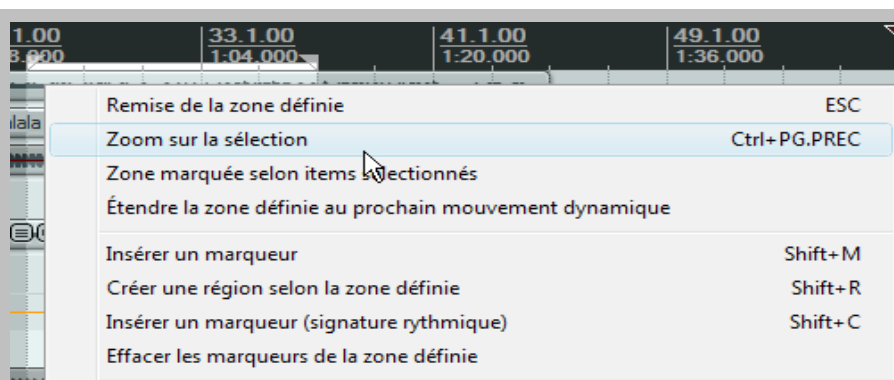 1.00 33.1.00 41.1.00 49.1.00
8.000 1:04.000 1:20.000 1:36.000
lala
Remise de la zone définie ESC
Zoom sur la sélection Ctrl+PG.PREC
Zone marquée selon items sélectionnés
Étendre la zone définie au prochain mouvement dynamique
Insérer un marqueur Shift+M
Créer une région selon la zone définie Shift+R
Insérer un marqueur (signature rythmique) Shift+C
Effacer les marqueurs de la zone définie